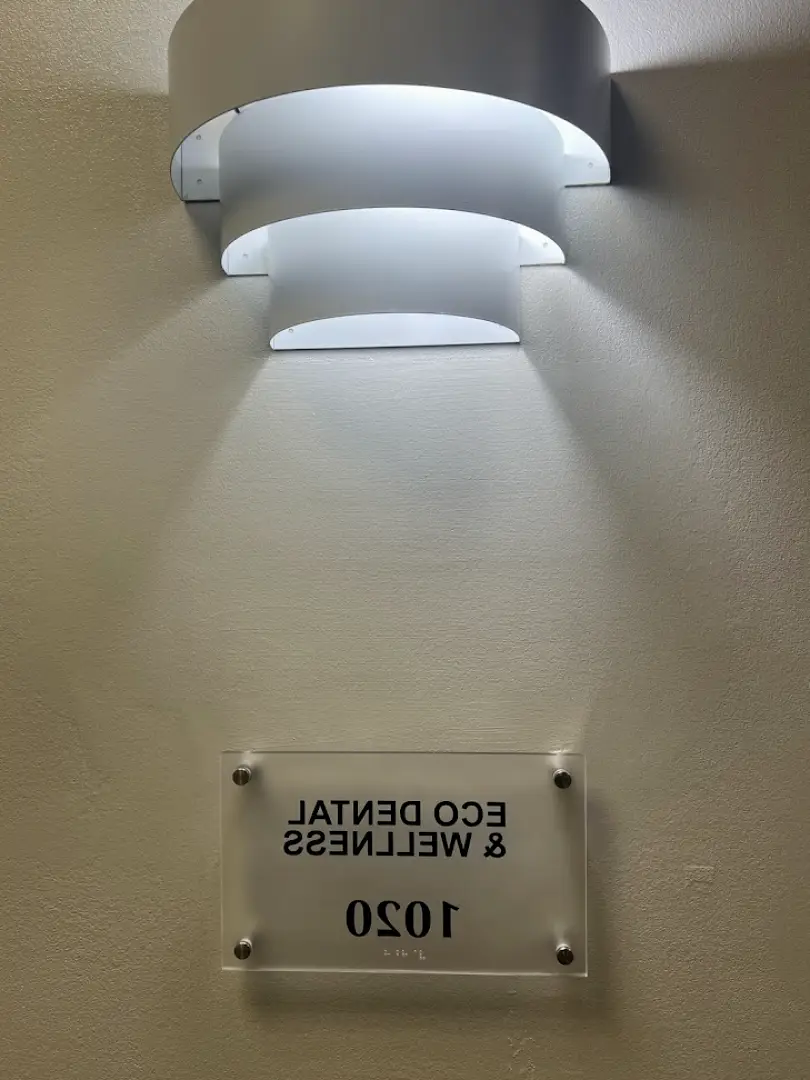 ECO DENTAL
& WELLNESS
1020